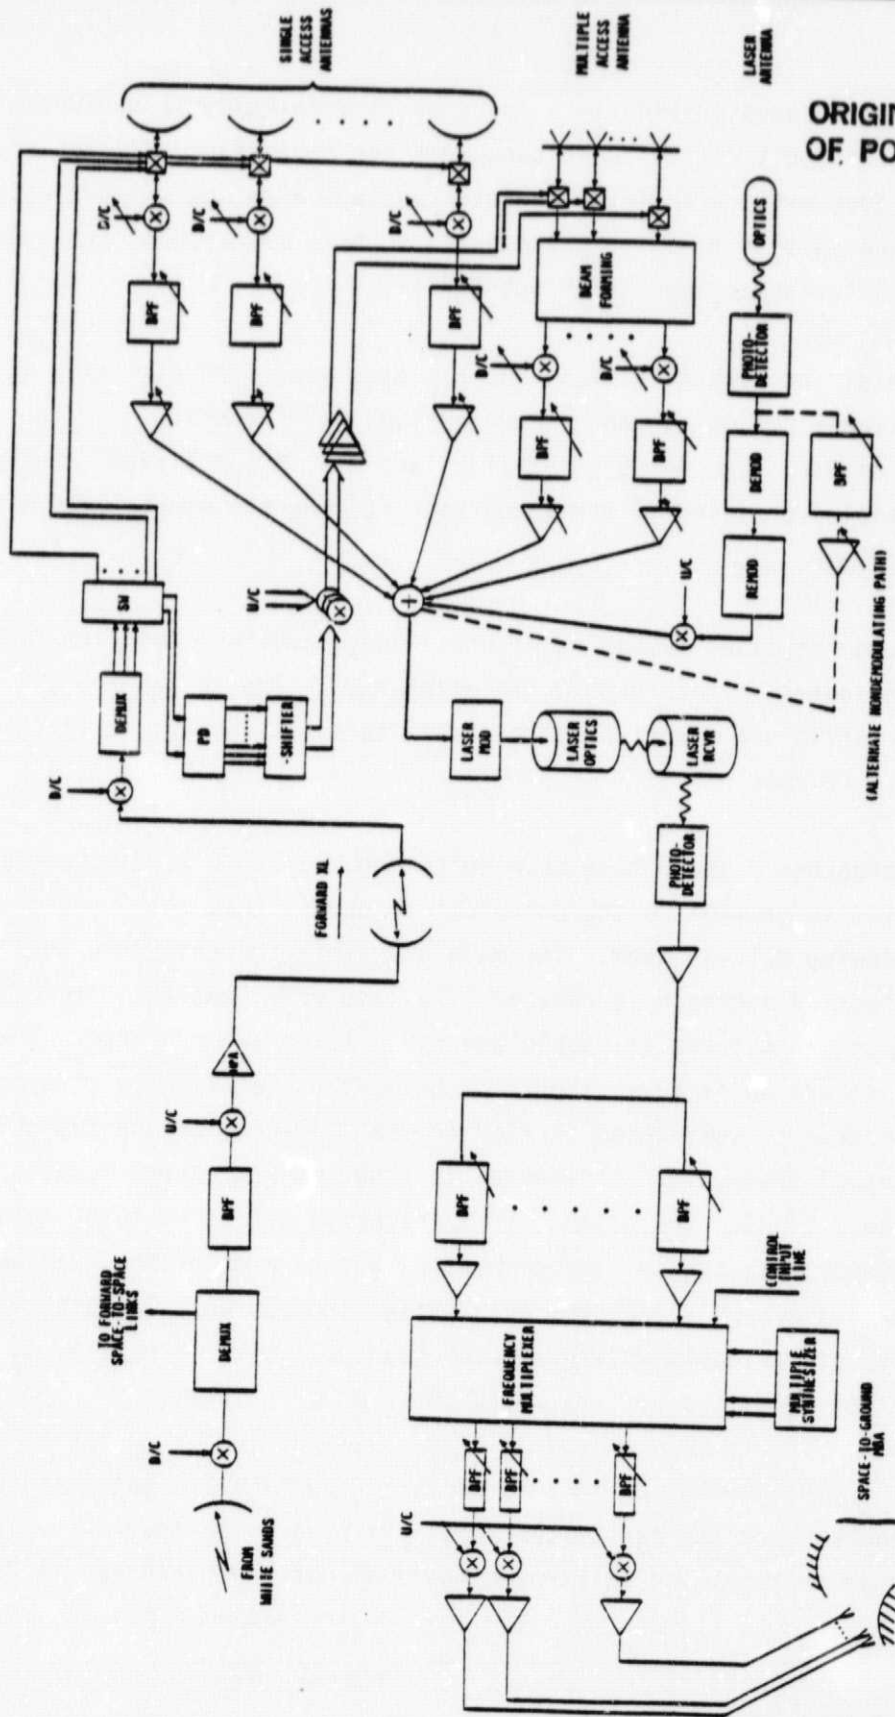 ORIGIN
OF PO
SINGLE
ACCESS
ANTENNAS
MULTIPLE
ACCESS
ANTENNA
LASER
ANTENNA
D/C
D/C
D/C
BPF
BPF
BPF
BEAM
FORMING
D/C
D/C
BPF
BPF
OPTICS
PHOTO-
DETECTOR
DEMOD
REMOD
BPF
U/C
(ALTERNATE NONDEMODULATING PATH)
SW
DEMUX
D/C
PD
-SHIFTER
U/C
+
LASER
MOD
LASER
OPTICS
LASER
RCVR
PHOTO-
DETECTOR
FORWARD XL
HPA
U/C
BPF
DEMUX
TO FORWARD
SPACE-TO-SPACE
LINKS
D/C
FROM
WHITE SANDS
BPF
BPF
CONTROL
INPUT
LINE
FREQUENCY
MULTIPLEXER
MULTIPLE
SYNTHESIZER
BPF
BPF
BPF
U/C
SPACE-TO-GROUND
MBA